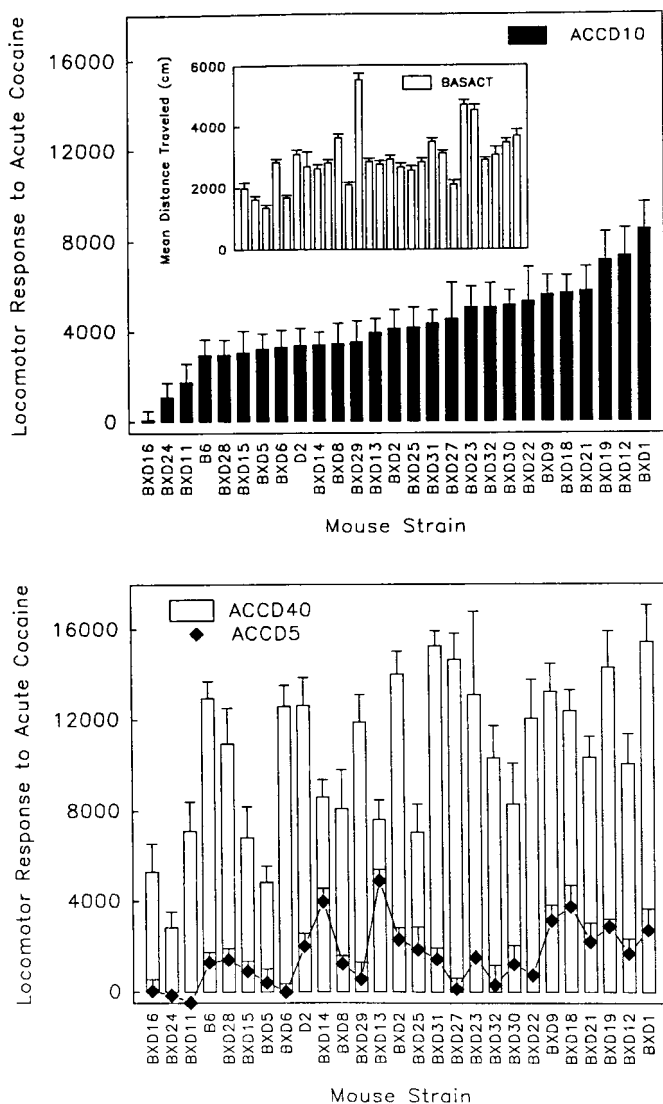 16000
12000
8000
4000
0
Locomotor Response to Acute Cocaine
ACCD10
6000
4000
2000
0
Mean Distance Traveled (cm)
BASACT
BXD16
BXD24
BXD11
B6
BXD28
BXD15
BXD5
BXD6
D2
BXD14
BXD8
BXD29
BXD13
BXD2
BXD25
BXD31
BXD27
BXD23
BXD32
BXD30
BXD22
BXD9
BXD18
BXD21
BXD19
BXD12
BXD1
Mouse Strain
16000
12000
8000
4000
0
Locomotor Response to Acute Cocaine
ACCD40
ACCD5
BXD16
BXD24
BXD11
B6
BXD28
BXD15
BXD5
BXD6
D2
BXD14
BXD8
BXD29
BXD13
BXD2
BXD25
BXD31
BXD27
BXD23
BXD32
BXD30
BXD22
BXD9
BXD18
BXD21
BXD19
BXD12
BXD1
Mouse Strain